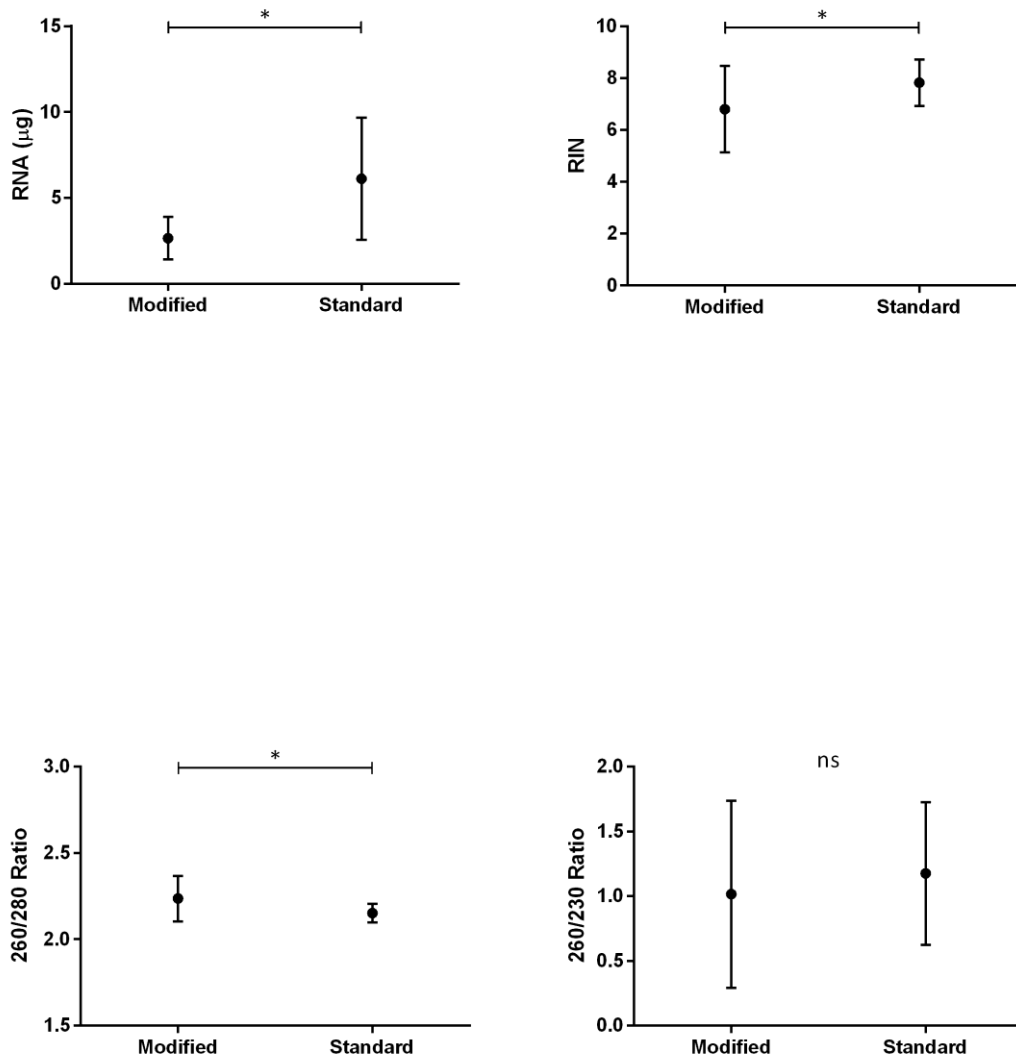 *
15
10
5
0
RNA (μg)
Modified Standard
*
10
8
6
4
2
0
RIN
Modified Standard
*
3.0
2.5
2.0
1.5
260/280 Ratio
Modified Standard
ns
2.0
1.5
1.0
0.5
0.0
260/230 Ratio
Modified Standard